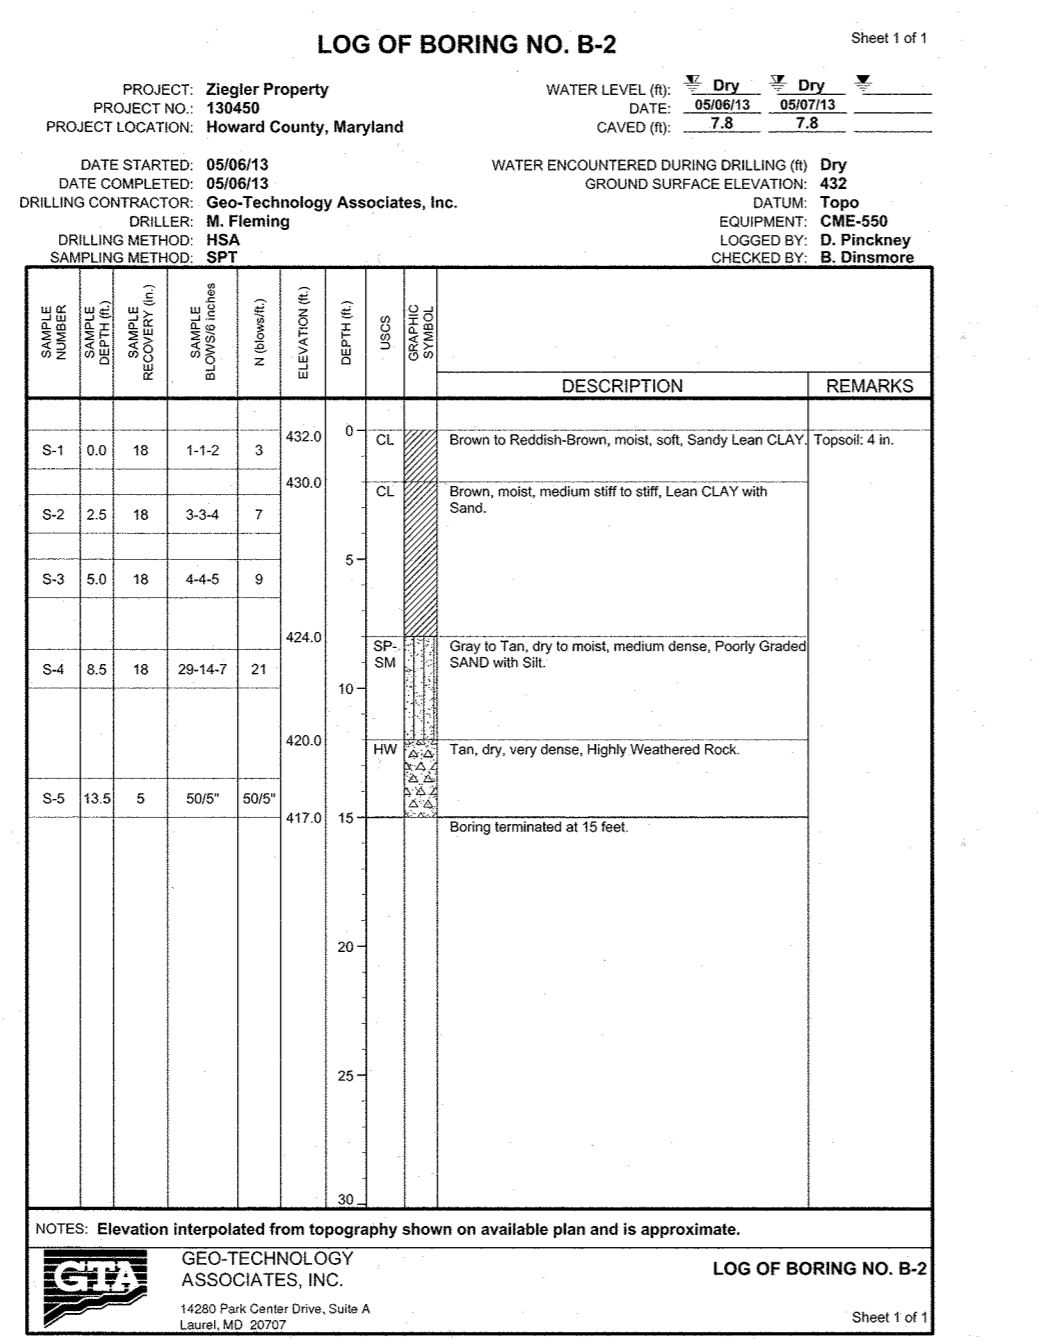 LOG OF BORING NO. B-2
Sheet 1 of 1
PROJECT: Ziegler Property
PROJECT NO.: 130450
PROJECT LOCATION: Howard County, Maryland
WATER LEVEL (ft): Dry Dry
DATE: 05/06/13 05/07/13
CAVED (ft): 7.8 7.8
DATE STARTED: 05/06/13
DATE COMPLETED: 05/06/13
DRILLING CONTRACTOR: Geo-Technology Associates, Inc.
DRILLER: M. Fleming
DRILLING METHOD: HSA
SAMPLING METHOD: SPT
WATER ENCOUNTERED DURING DRILLING (ft) Dry
GROUND SURFACE ELEVATION: 432
DATUM: Topo
EQUIPMENT: CME-550
LOGGED BY: D. Pinckney
CHECKED BY: B. Dinsmore
SAMPLE
NUMBER
SAMPLE
DEPTH (ft.)
SAMPLE
RECOVERY (in.)
SAMPLE
BLOWS/6 inches
N (blows/ft.)
ELEVATION (ft.)
DEPTH (ft.)
USCS
GRAPHIC
SYMBOL
DESCRIPTION
REMARKS
432.0 0
S-1 0.0 18 1-1-2 3
CL Brown to Reddish-Brown, moist, soft, Sandy Lean CLAY. Topsoil: 4 in.
430.0
CL Brown, moist, medium stiff to stiff, Lean CLAY with
Sand.
S-2 2.5 18 3-3-4 7
5
S-3 5.0 18 4-4-5 9
424.0
SP- Gray to Tan, dry to moist, medium dense, Poorly Graded
SM SAND with Silt.
S-4 8.5 18 29-14-7 21
10
420.0
HW Tan, dry, very dense, Highly Weathered Rock.
S-5 13.5 5 50/5" 50/5"
417.0 15
Boring terminated at 15 feet.
20
25
30
NOTES: Elevation interpolated from topography shown on available plan and is approximate.
GTA
GEO-TECHNOLOGY
ASSOCIATES, INC.
14280 Park Center Drive, Suite A
Laurel, MD 20707
LOG OF BORING NO. B-2
Sheet 1 of 1